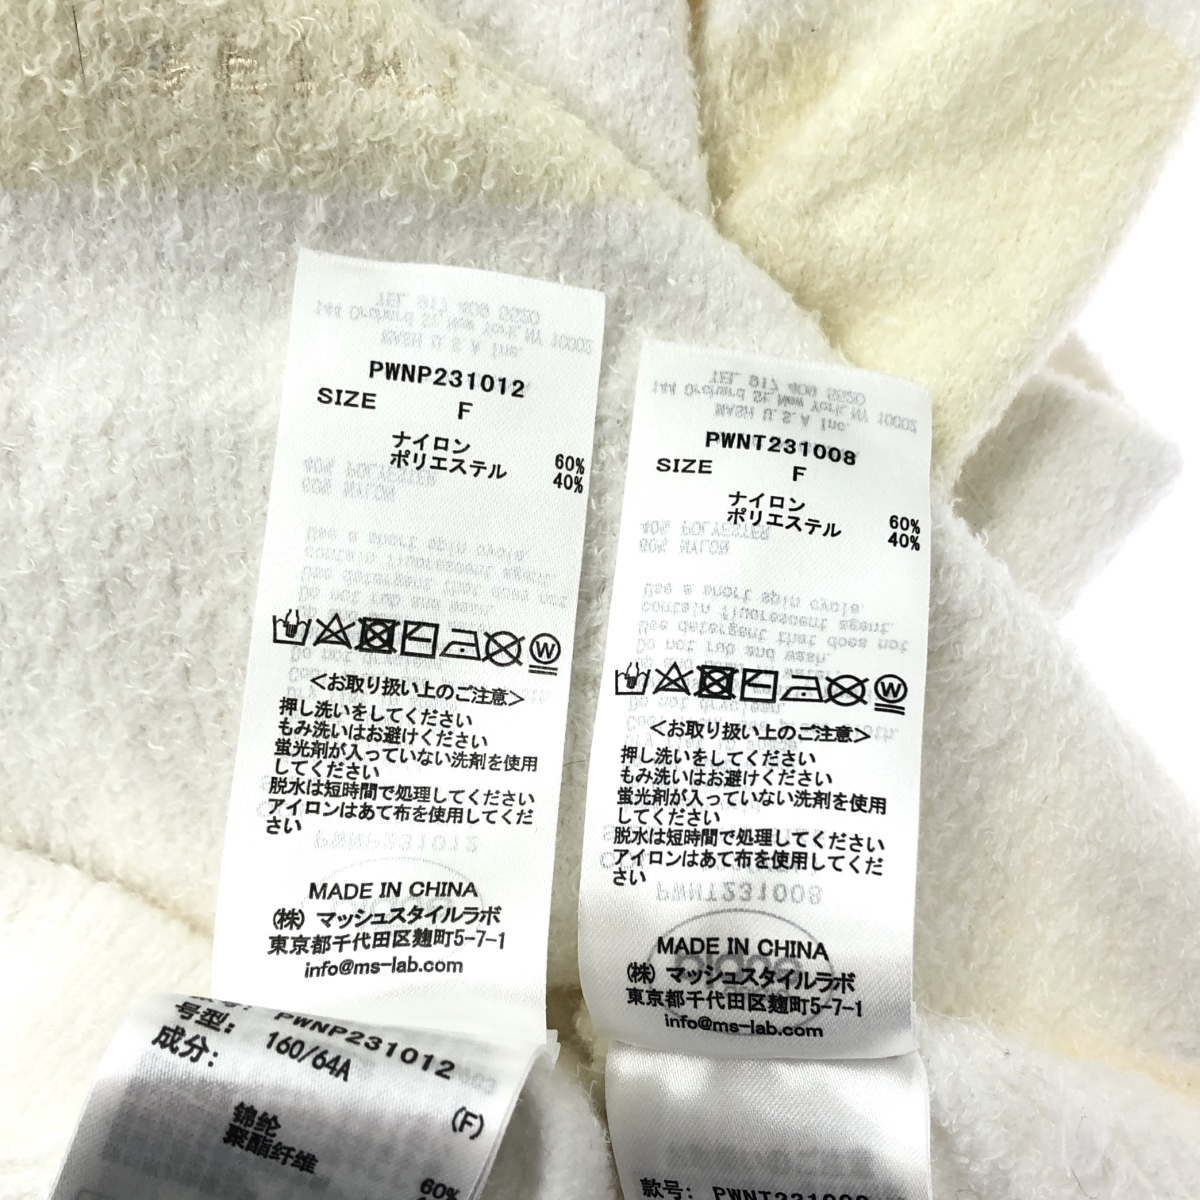 PWNP231012
SIZE F
ナイロン 60%
ポリエステル 40%
<お取り扱い上のご注意>
押し洗いをしてください
もみ洗いはお避けください
蛍光剤が入っていない洗剤を使用
してください
脱水は短時間で処理してください
アイロンはあて布を使用してくだ
さい
MADE IN CHINA
(株) マッシュスタイルラボ
東京都千代田区麹町5-7-1
info@ms-lab.com
PWNP231012
号型: 160/64A
成分: (F)
锦纶 60%
聚酯纤维
PWNT231008
SIZE F
ナイロン 60%
ポリエステル 40%
<お取り扱い上のご注意>
押し洗いをしてください
もみ洗いはお避けください
蛍光剤が入っていない洗剤を使用
してください
脱水は短時間で処理してください
アイロンはあて布を使用してくだ
さい
MADE IN CHINA
(株) マッシュスタイルラボ
東京都千代田区麹町5-7-1
info@ms-lab.com
款号: PWNT231008